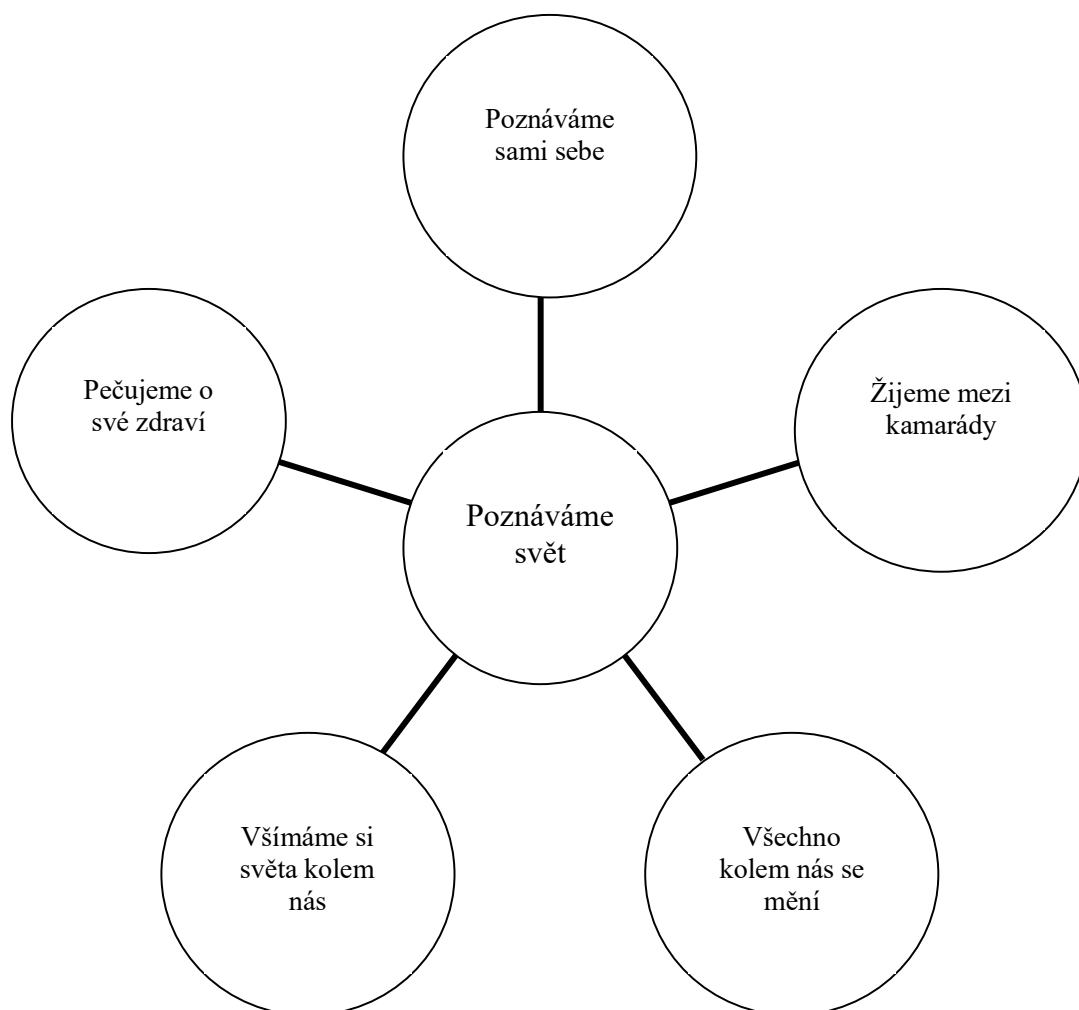 Poznáváme
sami sebe
Pečujeme o
své zdraví
Žijeme mezi
kamarády
Poznáváme
svět
Všímáme si
světa kolem
nás
Všechno
kolem nás se
mění